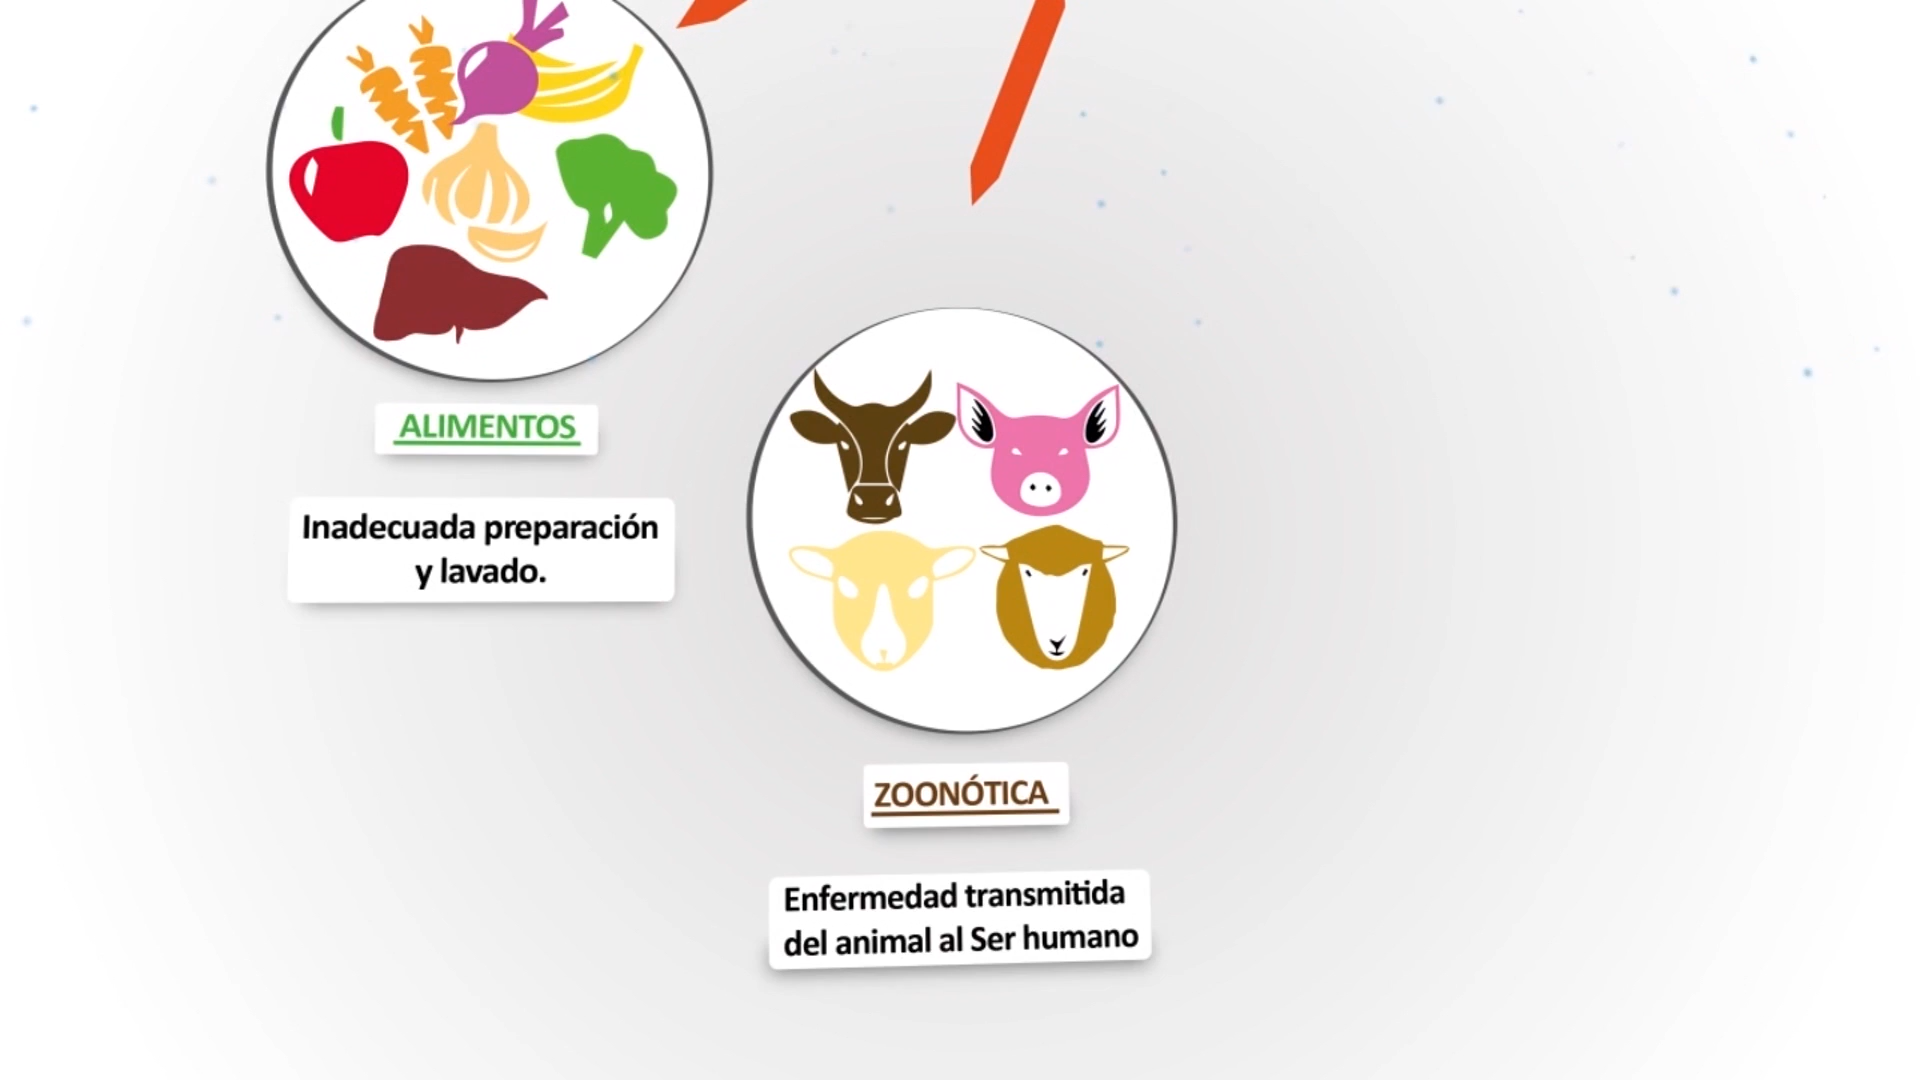 ALIMENTOS
Inadecuada preparación
y lavado.
ZOONÓTICA
Enfermedad transmitida
del animal al Ser humano